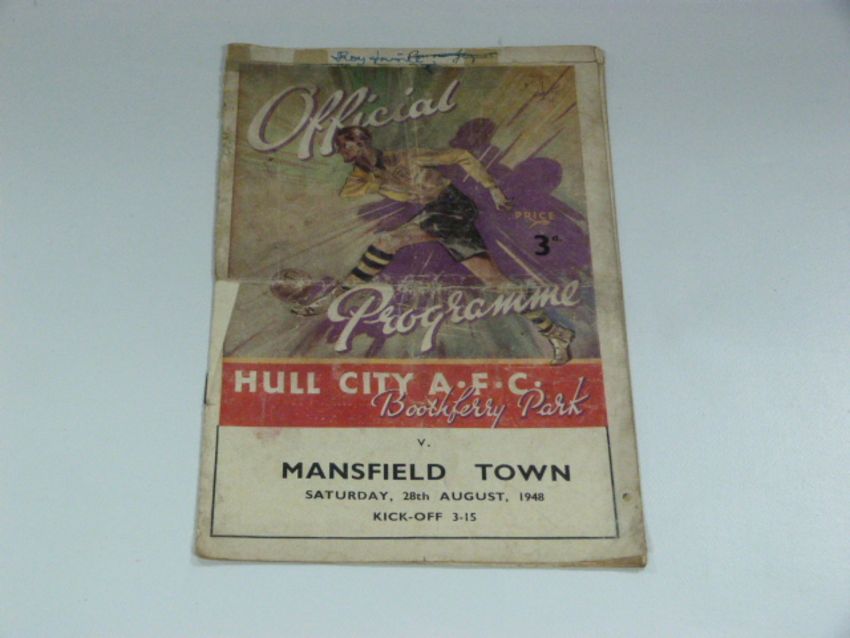 Official
PRICE
3d.
Programme
HULL CITY A.F.C.
Boothferry Park
v.
MANSFIELD TOWN
SATURDAY, 28th AUGUST, 1948
KICK-OFF 3-15